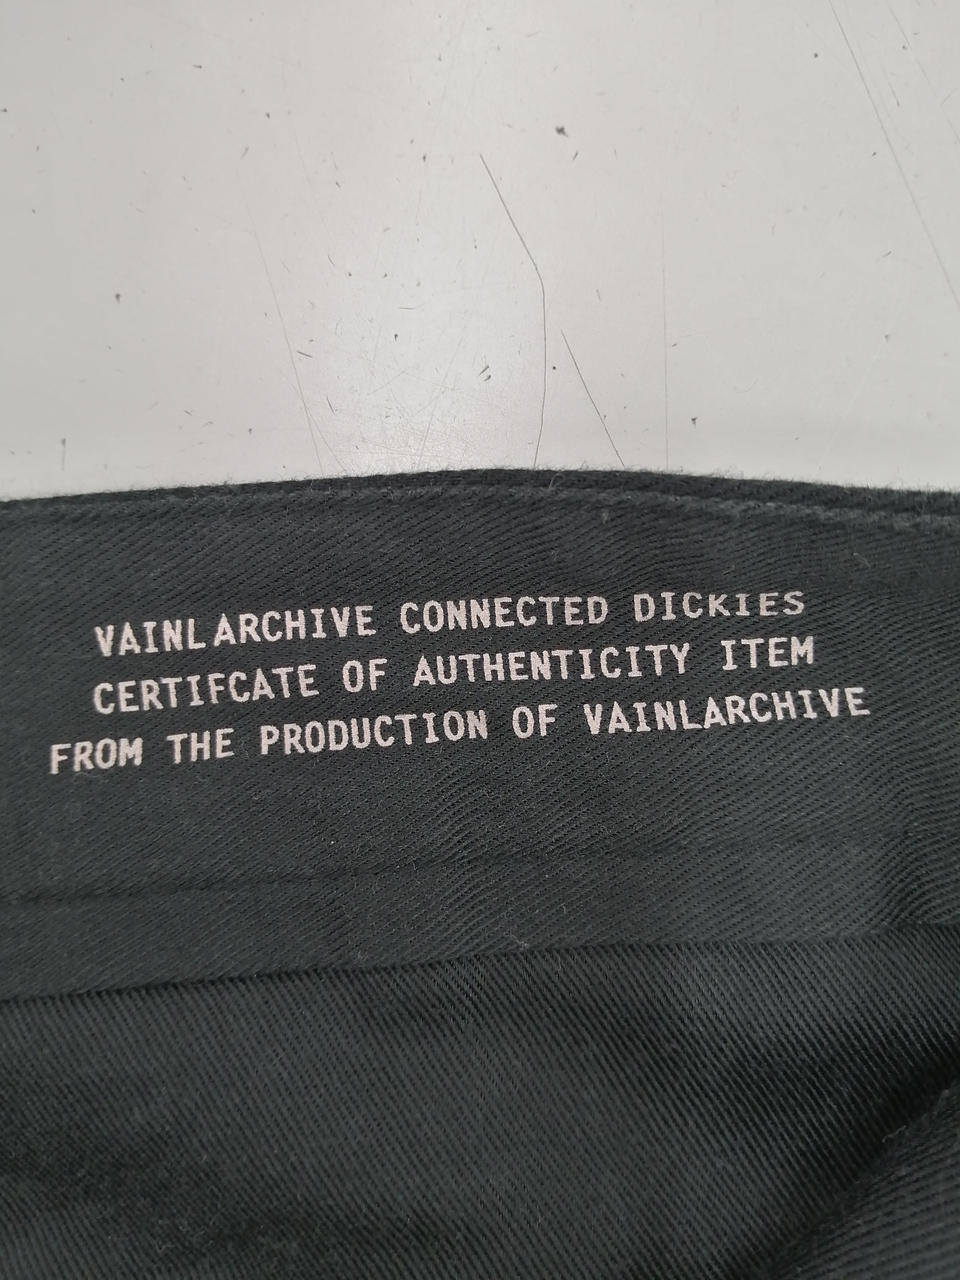 VAINLARCHIVE CONNECTED DICKIES
CERTIFCATE OF AUTHENTICITY ITEM
FROM THE PRODUCTION OF VAINLARCHIVE